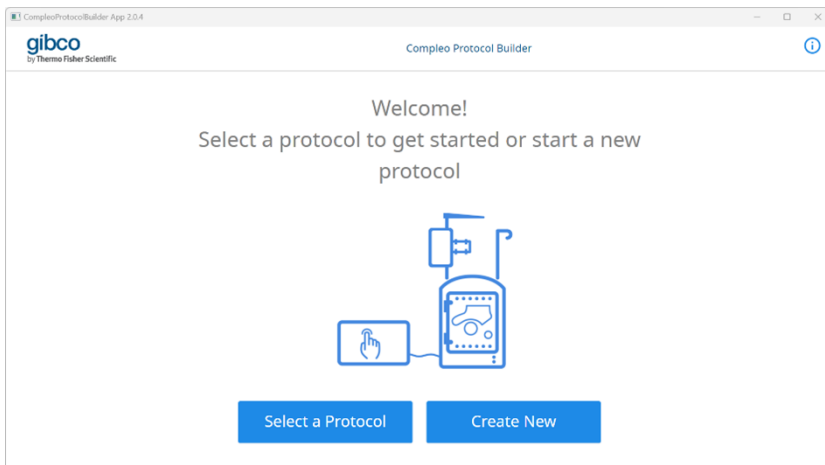 CompleoProtocolBuilder App 2.0.4
gibco
by Thermo Fisher Scientific
Compleo Protocol Builder
Welcome!
Select a protocol to get started or start a new
protocol
Select a Protocol
Create New